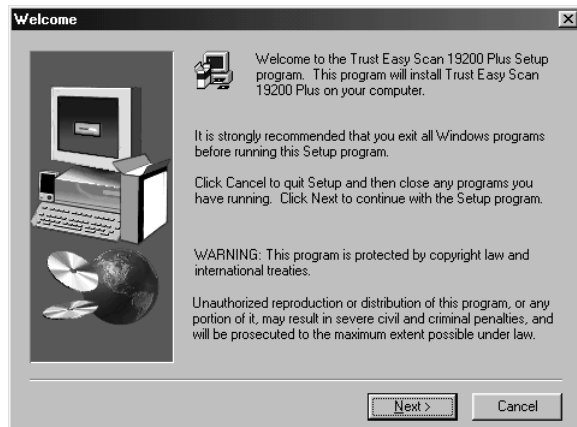 Welcome
Welcome to the Trust Easy Scan 19200 Plus Setup
program. This program will install Trust Easy Scan
19200 Plus on your computer.
It is strongly recommended that you exit all Windows programs
before running this Setup program.
Click Cancel to quit Setup and then close any programs you
have running. Click Next to continue with the Setup program.
WARNING: This program is protected by copyright law and
international treaties.
Unauthorized reproduction or distribution of this program, or any
portion of it, may result in severe civil and criminal penalties, and
will be prosecuted to the maximum extent possible under law.
Next >
Cancel